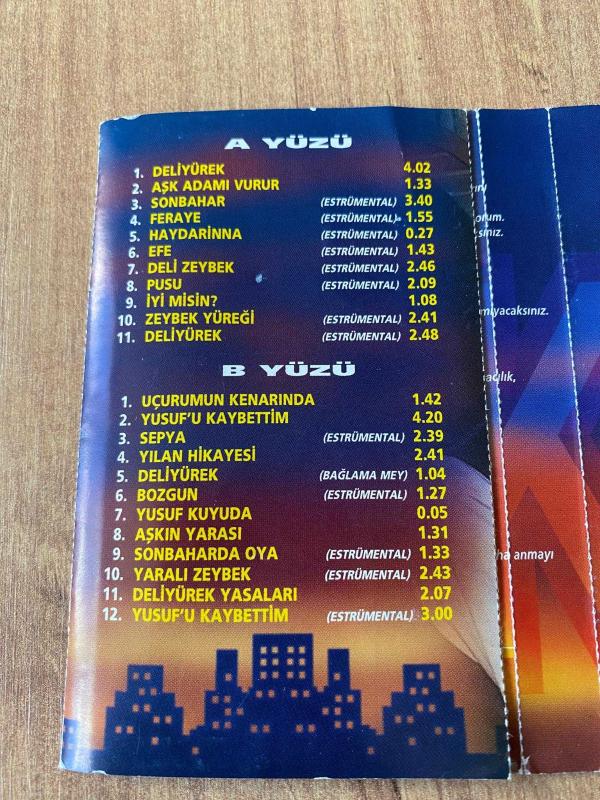 A YÜZÜ
1. DELİYÜREK 4.02
2. AŞK ADAMI VURUR 1.33
3. SONBAHAR (ESTRÜMENTAL) 3.40
4. FERAYE (ESTRÜMENTAL) 1.55
5. HAYDARİNNA (ESTRÜMENTAL) 0.27
6. EFE (ESTRÜMENTAL) 1.43
7. DELİ ZEYBEK (ESTRÜMENTAL) 2.46
8. PUSU (ESTRÜMENTAL) 2.09
9. İYİ MİSİN? 1.08
10. ZEYBEK YÜREĞİ (ESTRÜMENTAL) 2.41
11. DELİYÜREK (ESTRÜMENTAL) 2.48
B YÜZÜ
1. UÇURUMUN KENARINDA 1.42
2. YUSUF'U KAYBETTİM 4.20
3. SEPYA (ESTRÜMENTAL) 2.39
4. YILAN HİKAYESİ 2.41
5. DELİYÜREK (BAĞLAMA MEY) 1.04
6. BOZGUN (ESTRÜMENTAL) 1.27
7. YUSUF KUYUDA 0.05
8. AŞKIN YARASI 1.31
9. SONBAHARDA OYA (ESTRÜMENTAL) 1.33
10. YARALI ZEYBEK (ESTRÜMENTAL) 2.43
11. DELİYÜREK YASALARI 2.07
12. YUSUF'U KAYBETTİM (ESTRÜMENTAL) 3.00
anmayı